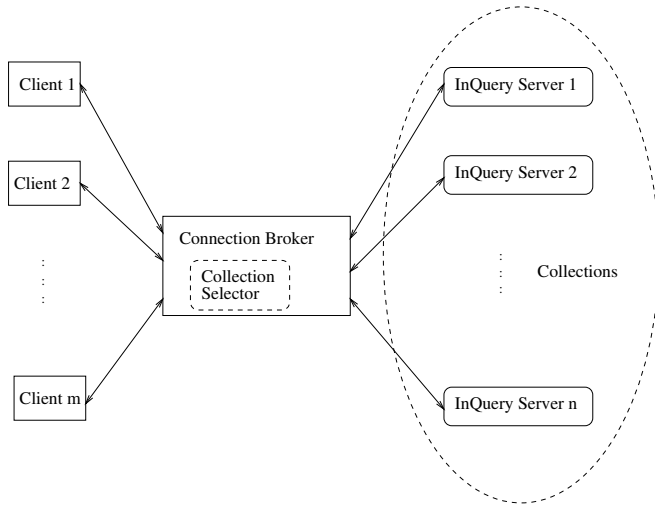 Client 1
Client 2
Client m
Connection Broker
Collection
Selector
InQuery Server 1
InQuery Server 2
InQuery Server n
Collections